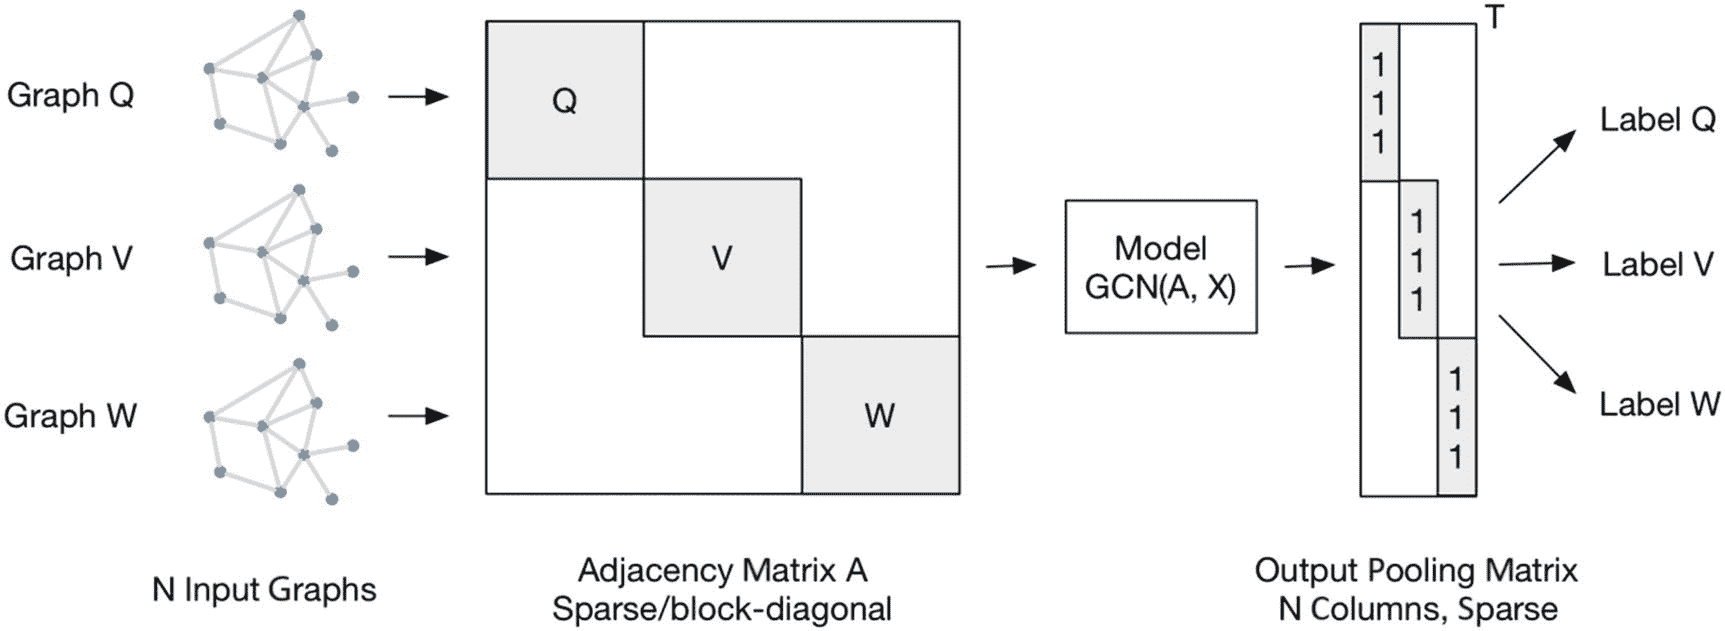 Graph Q
Graph V
Graph W
N Input Graphs
Q
V
W
Adjacency Matrix A
Sparse/block-diagonal
Model
GCN(A, X)
T
1
1
1
1
1
1
1
1
1
Output Pooling Matrix
N Columns, Sparse
Label Q
Label V
Label W